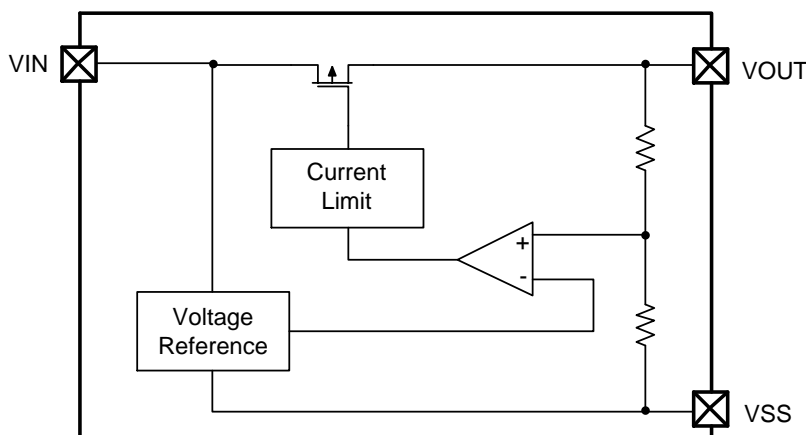 VIN
VOUT
Current
Limit
+
-
Voltage
Reference
VSS